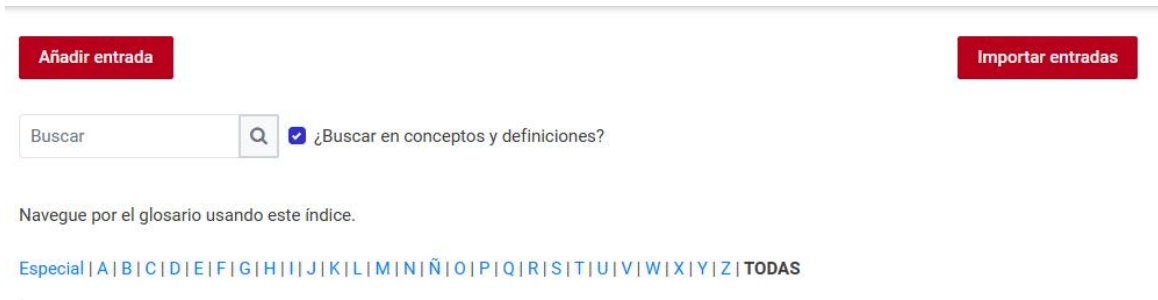 Añadir entrada Importar entradas
Buscar ¿Buscar en conceptos y definiciones?
Navegue por el glosario usando este índice.
Especial | A | B | C | D | E | F | G | H | I | J | K | L | M | N | Ñ | O | P | Q | R | S | T | U | V | W | X | Y | Z | TODAS